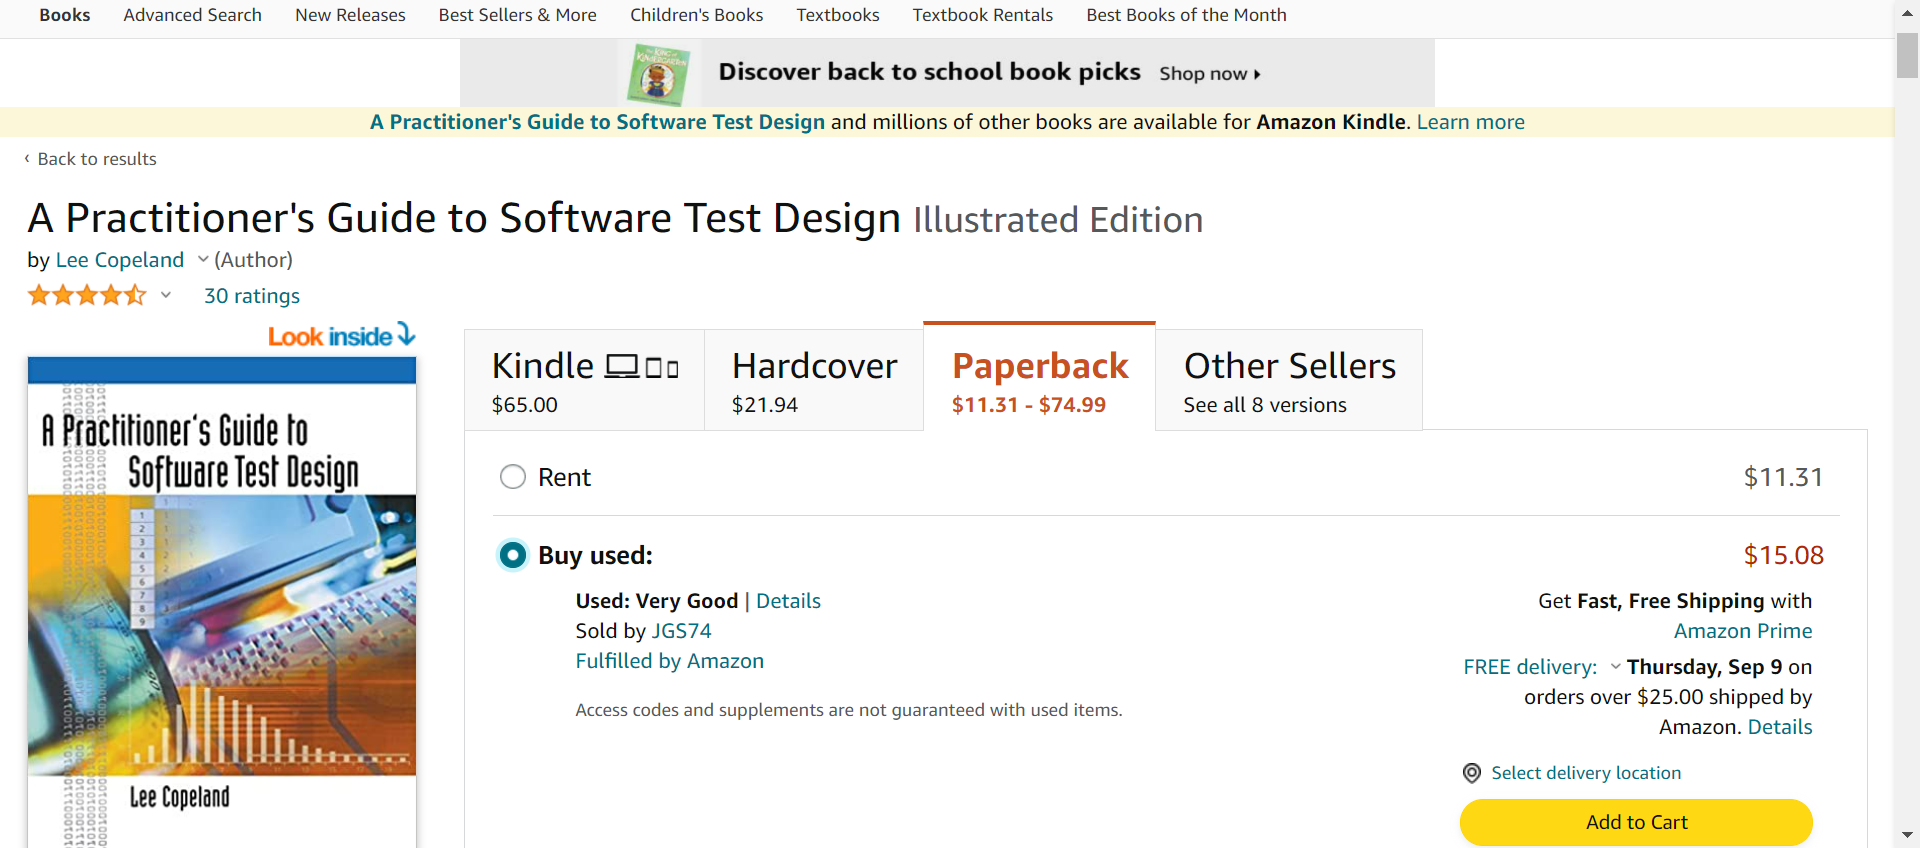 Books Advanced Search New Releases Best Sellers & More Children's Books Textbooks Textbook Rentals Best Books of the Month
Discover back to school book picks Shop now
A Practitioner's Guide to Software Test Design and millions of other books are available for Amazon Kindle. Learn more
‹ Back to results
A Practitioner's Guide to Software Test Design Illustrated Edition
by Lee Copeland (Author)
30 ratings
Look inside
A Practitioner's Guide to
Software Test Design
Lee Copeland
Kindle
$65.00
Hardcover
$21.94
Paperback
$11.31 - $74.99
Other Sellers
See all 8 versions
Rent $11.31
Buy used: $15.08
Used: Very Good | Details
Sold by JGS74
Fulfilled by Amazon
Access codes and supplements are not guaranteed with used items.
Get Fast, Free Shipping with
Amazon Prime
FREE delivery: Thursday, Sep 9 on
orders over $25.00 shipped by
Amazon. Details
Select delivery location
Add to Cart